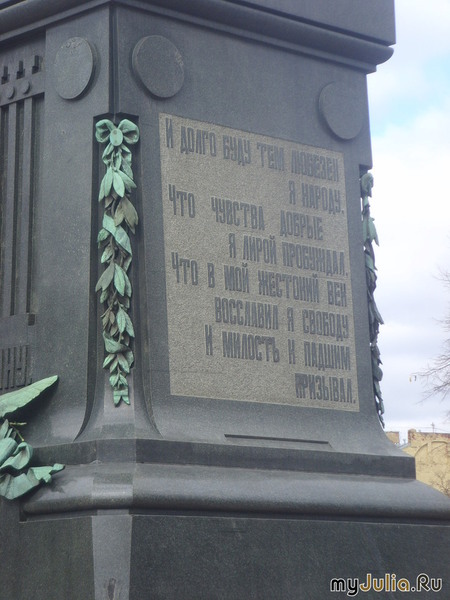 И ДОЛГО БУДУ ТЕМ ЛЮБЕЗЕН
Я НАРОДУ,
ЧТО ЧУВСТВА ДОБРЫЕ
Я ЛИРОЙ ПРОБУЖДАЛ,
ЧТО В МОЙ ЖЕСТОКИЙ ВЕК
ВОССЛАВИЛ Я СВОБОДУ
И МИЛОСТЬ К ПАДШИМ
ПРИЗЫВАЛ.
myJulia.Ru